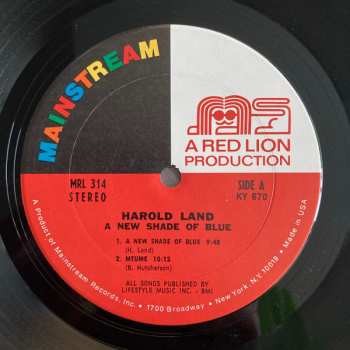 MAINSTREAM
A RED LION
PRODUCTION
MRL 314
STEREO
SIDE A
KY 670
HAROLD LAND
A NEW SHADE OF BLUE
1. A NEW SHADE OF BLUE 9:48
(H. Land)
2. MTUME 10:12
(B. Hutcherson)
ALL SONGS PUBLISHED BY
LIFESTYLE MUSIC INC. - BMI
A Product of Mainstream Records, Inc. • 1700 Broadway • New York, N.Y. 10019 • Made in USA